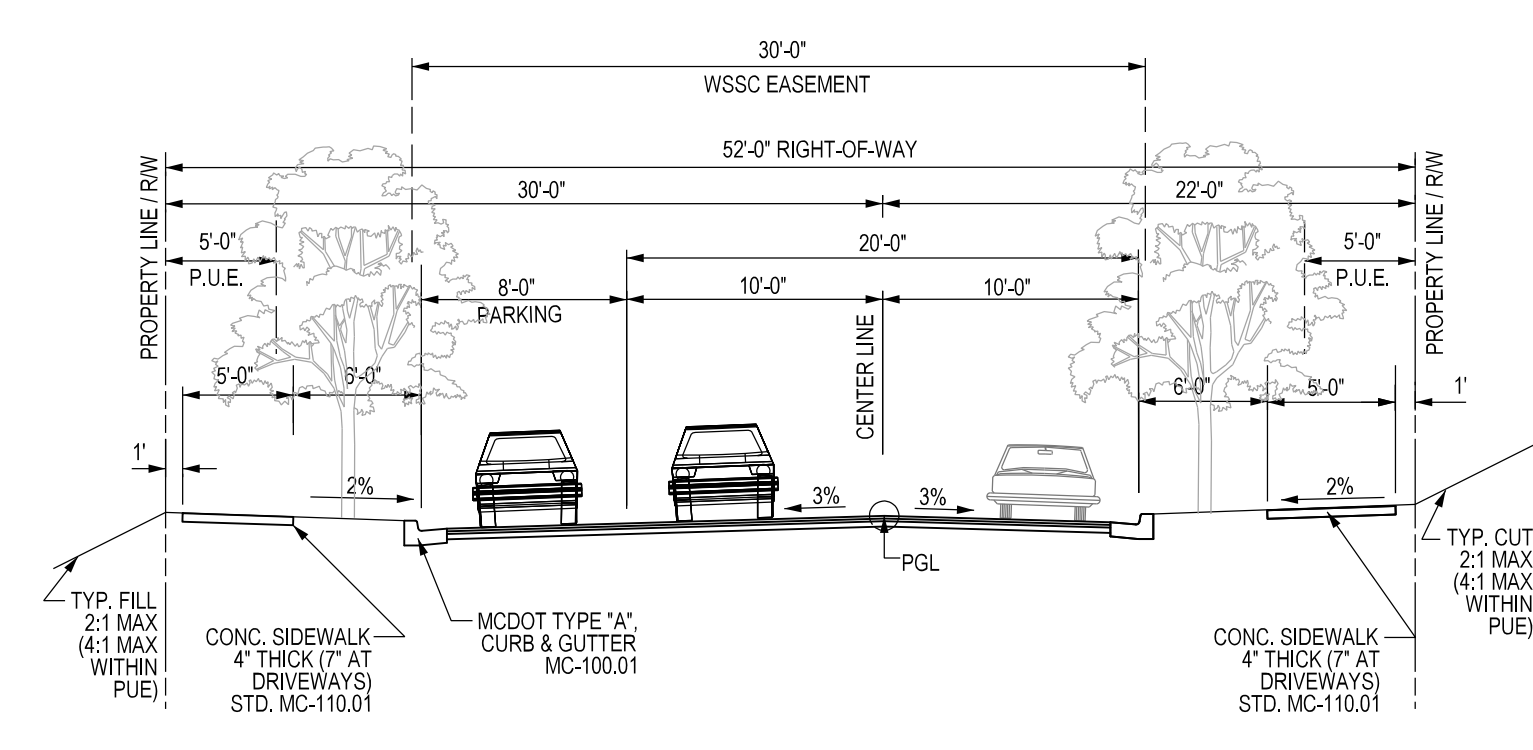 30'-0"
WSSC EASEMENT
52'-0" RIGHT-OF-WAY
30'-0"
22'-0"
PROPERTY LINE / R/W
PROPERTY LINE / R/W
5'-0"
P.U.E.
20'-0"
5'-0"
P.U.E.
8'-0"
PARKING
10'-0"
10'-0"
CENTER LINE
5'-0"
6'-0"
6'-0"
5'-0"
1'
1'
2%
3%
3%
2%
PGL
TYP. FILL
2:1 MAX
(4:1 MAX
WITHIN
PUE)
CONC. SIDEWALK
4" THICK (7" AT
DRIVEWAYS)
STD. MC-110.01
MCDOT TYPE "A",
CURB & GUTTER
MC-100.01
CONC. SIDEWALK
4" THICK (7" AT
DRIVEWAYS)
STD. MC-110.01
TYP. CUT
2:1 MAX
(4:1 MAX
WITHIN
PUE)